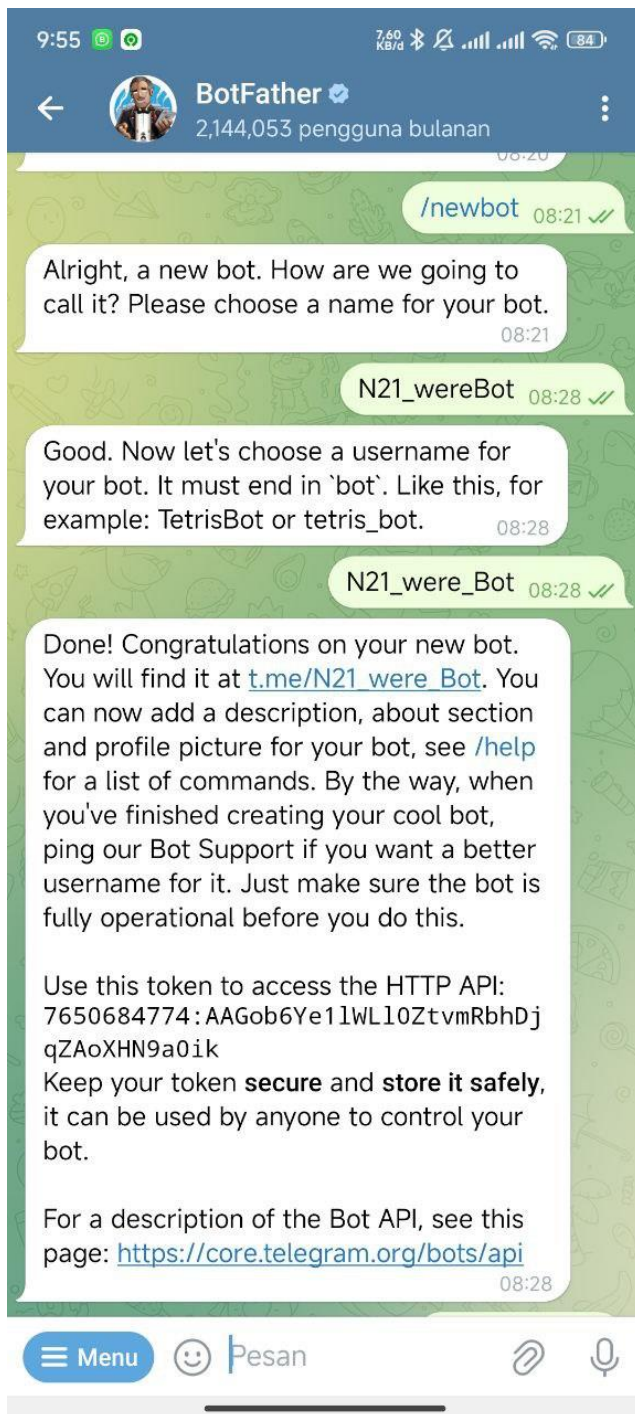 9:55
7,60 KB/d
84
BotFather
2,144,053 pengguna bulanan
08:20
/newbot 08:21
Alright, a new bot. How are we going to
call it? Please choose a name for your bot.
08:21
N21_wereBot 08:28
Good. Now let's choose a username for
your bot. It must end in `bot`. Like this, for
example: TetrisBot or tetris_bot.
08:28
N21_were_Bot 08:28
Done! Congratulations on your new bot.
You will find it at t.me/N21_were_Bot. You
can now add a description, about section
and profile picture for your bot, see /help
for a list of commands. By the way, when
you've finished creating your cool bot,
ping our Bot Support if you want a better
username for it. Just make sure the bot is
fully operational before you do this.
Use this token to access the HTTP API:
7650684774:AAGob6Ye1lWLlOZtvmRbhDj
qZAoXHN9aOik
Keep your token secure and store it safely,
it can be used by anyone to control your
bot.
For a description of the Bot API, see this
page: https://core.telegram.org/bots/api
08:28
Menu
Pesan